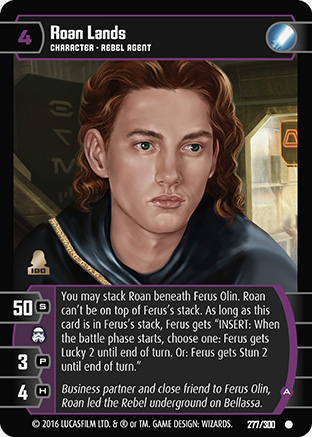 4
Roan Lands
CHARACTER - REBEL AGENT
IDC
50 S
3 P
4 H
You may stack Roan beneath Ferus Olin. Roan
can't be on top of Ferus's stack. As long as this
card is in Ferus's stack, Ferus gets "INSERT: When
the battle phase starts, choose one: Ferus gets
Lucky 2 until end of turn. Or: Ferus gets Stun 2
until end of turn."
Business partner and close friend to Ferus Olin,
Roan led the Rebel underground on Bellassa.
A
© 2016 LUCASFILM LTD. & ® or TM. GAME DESIGN: WIZARDS.
277/300